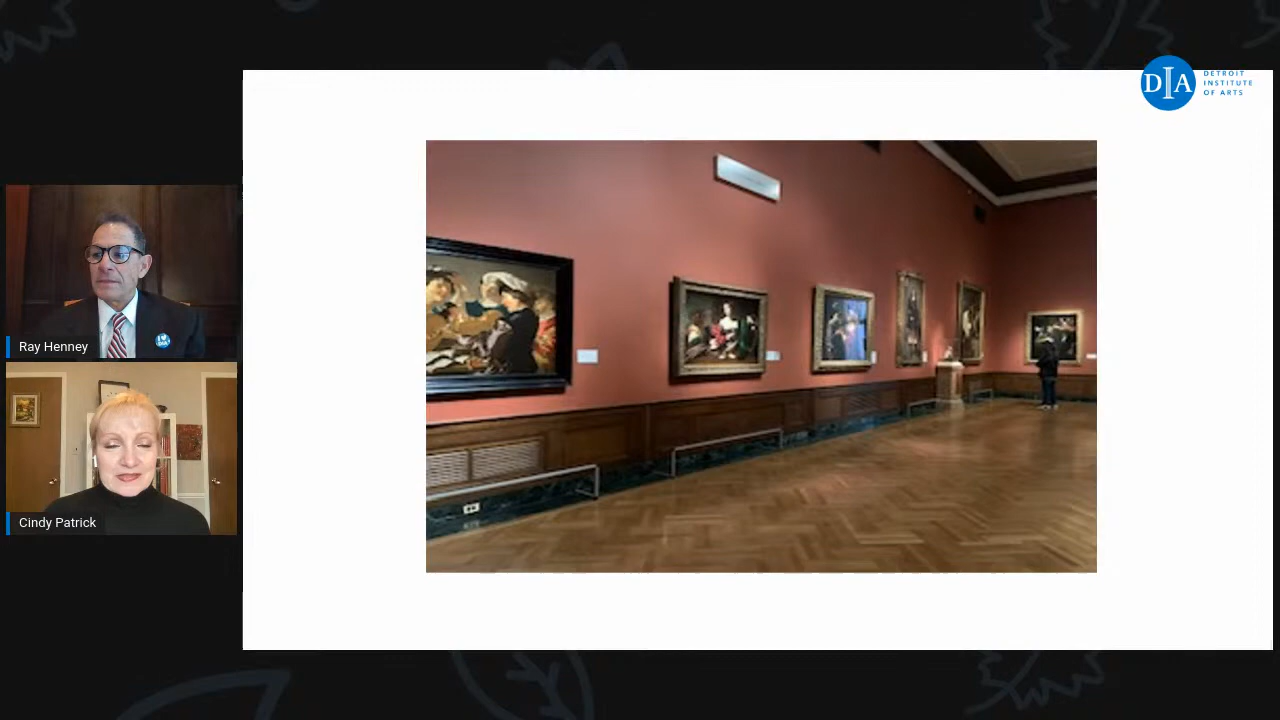 DIA
DETROIT
INSTITUTE
OF ARTS
Ray Henney
Cindy Patrick